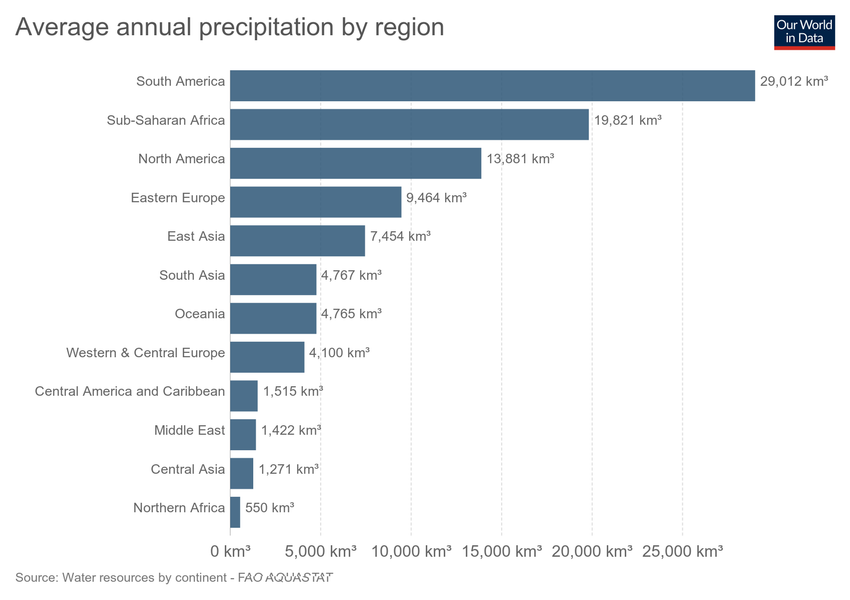 Average annual precipitation by region
Our World
in Data
South America 29,012 km³
Sub-Saharan Africa 19,821 km³
North America 13,881 km³
Eastern Europe 9,464 km³
East Asia 7,454 km³
South Asia 4,767 km³
Oceania 4,765 km³
Western & Central Europe 4,100 km³
Central America and Caribbean 1,515 km³
Middle East 1,422 km³
Central Asia 1,271 km³
Northern Africa 550 km³
0 km³ 5,000 km³ 10,000 km³ 15,000 km³ 20,000 km³ 25,000 km³
Source: Water resources by continent - FAO AQUASTAT